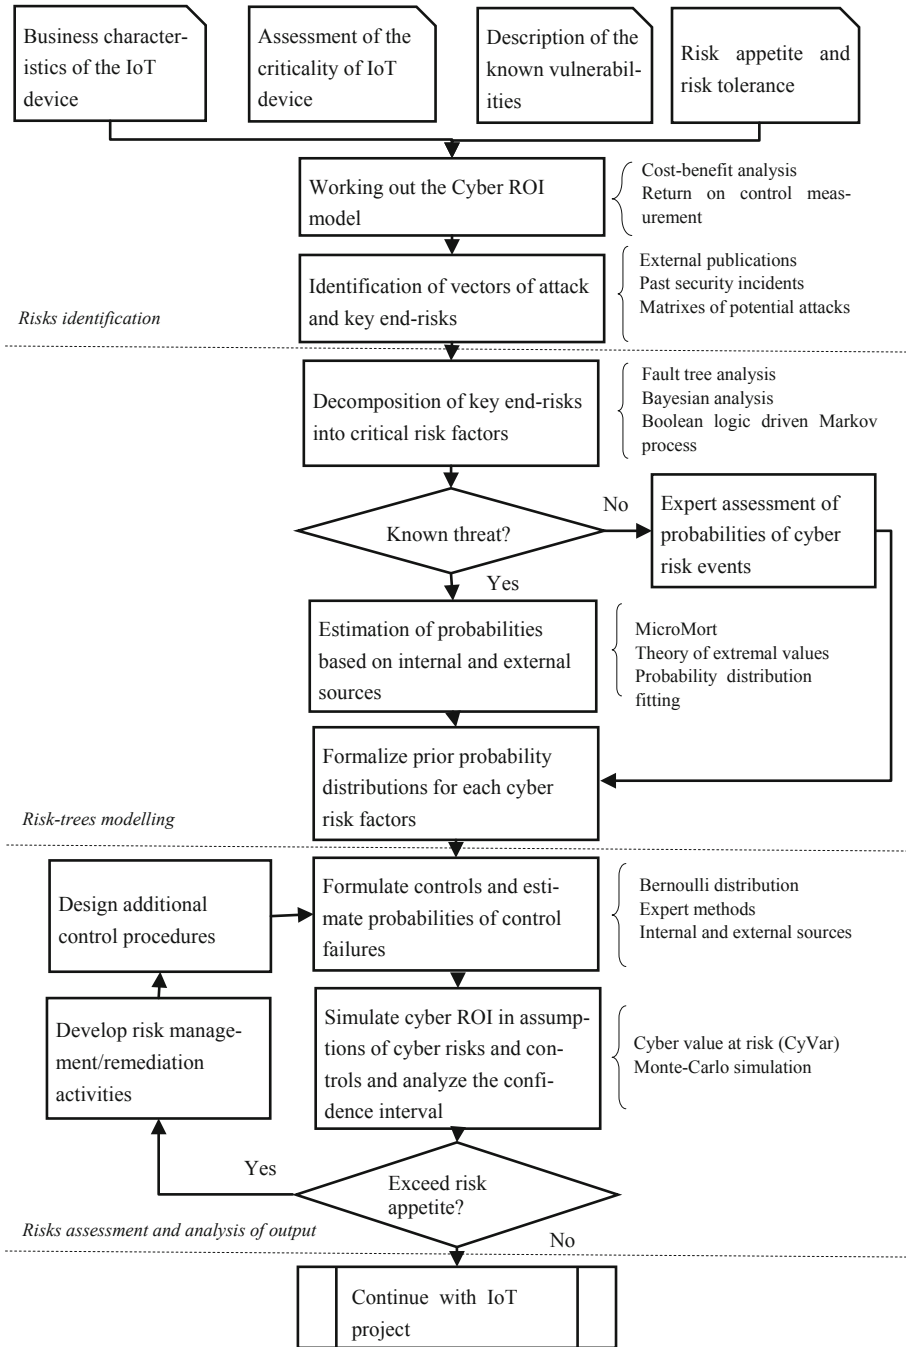 Business character-
istics of the IoT
device
Assessment of the
criticality of IoT
device
Description of the
known vulnerabil-
ities
Risk appetite and
risk tolerance
Working out the Cyber ROI
model
Cost-benefit analysis
Return on control meas-
urement
Identification of vectors of attack
and key end-risks
External publications
Past security incidents
Matrixes of potential attacks
Risks identification
Decomposition of key end-risks
into critical risk factors
Fault tree analysis
Bayesian analysis
Boolean logic driven Markov
process
Known threat?
No
Expert assessment of
probabilities of cyber
risk events
Yes
Estimation of probabilities
based on internal and external
sources
MicroMort
Theory of extremal values
Probability distribution
fitting
Formalize prior probability
distributions for each cyber
risk factors
Risk-trees modelling
Design additional
control procedures
Formulate controls and esti-
mate probabilities of control
failures
Bernoulli distribution
Expert methods
Internal and external sources
Develop risk manage-
ment/remediation
activities
Simulate cyber ROI in assump-
tions of cyber risks and con-
trols and analyze the confi-
dence interval
Cyber value at risk (CyVar)
Monte-Carlo simulation
Yes
Exceed risk
appetite?
Risks assessment and analysis of output
No
Continue with IoT
project